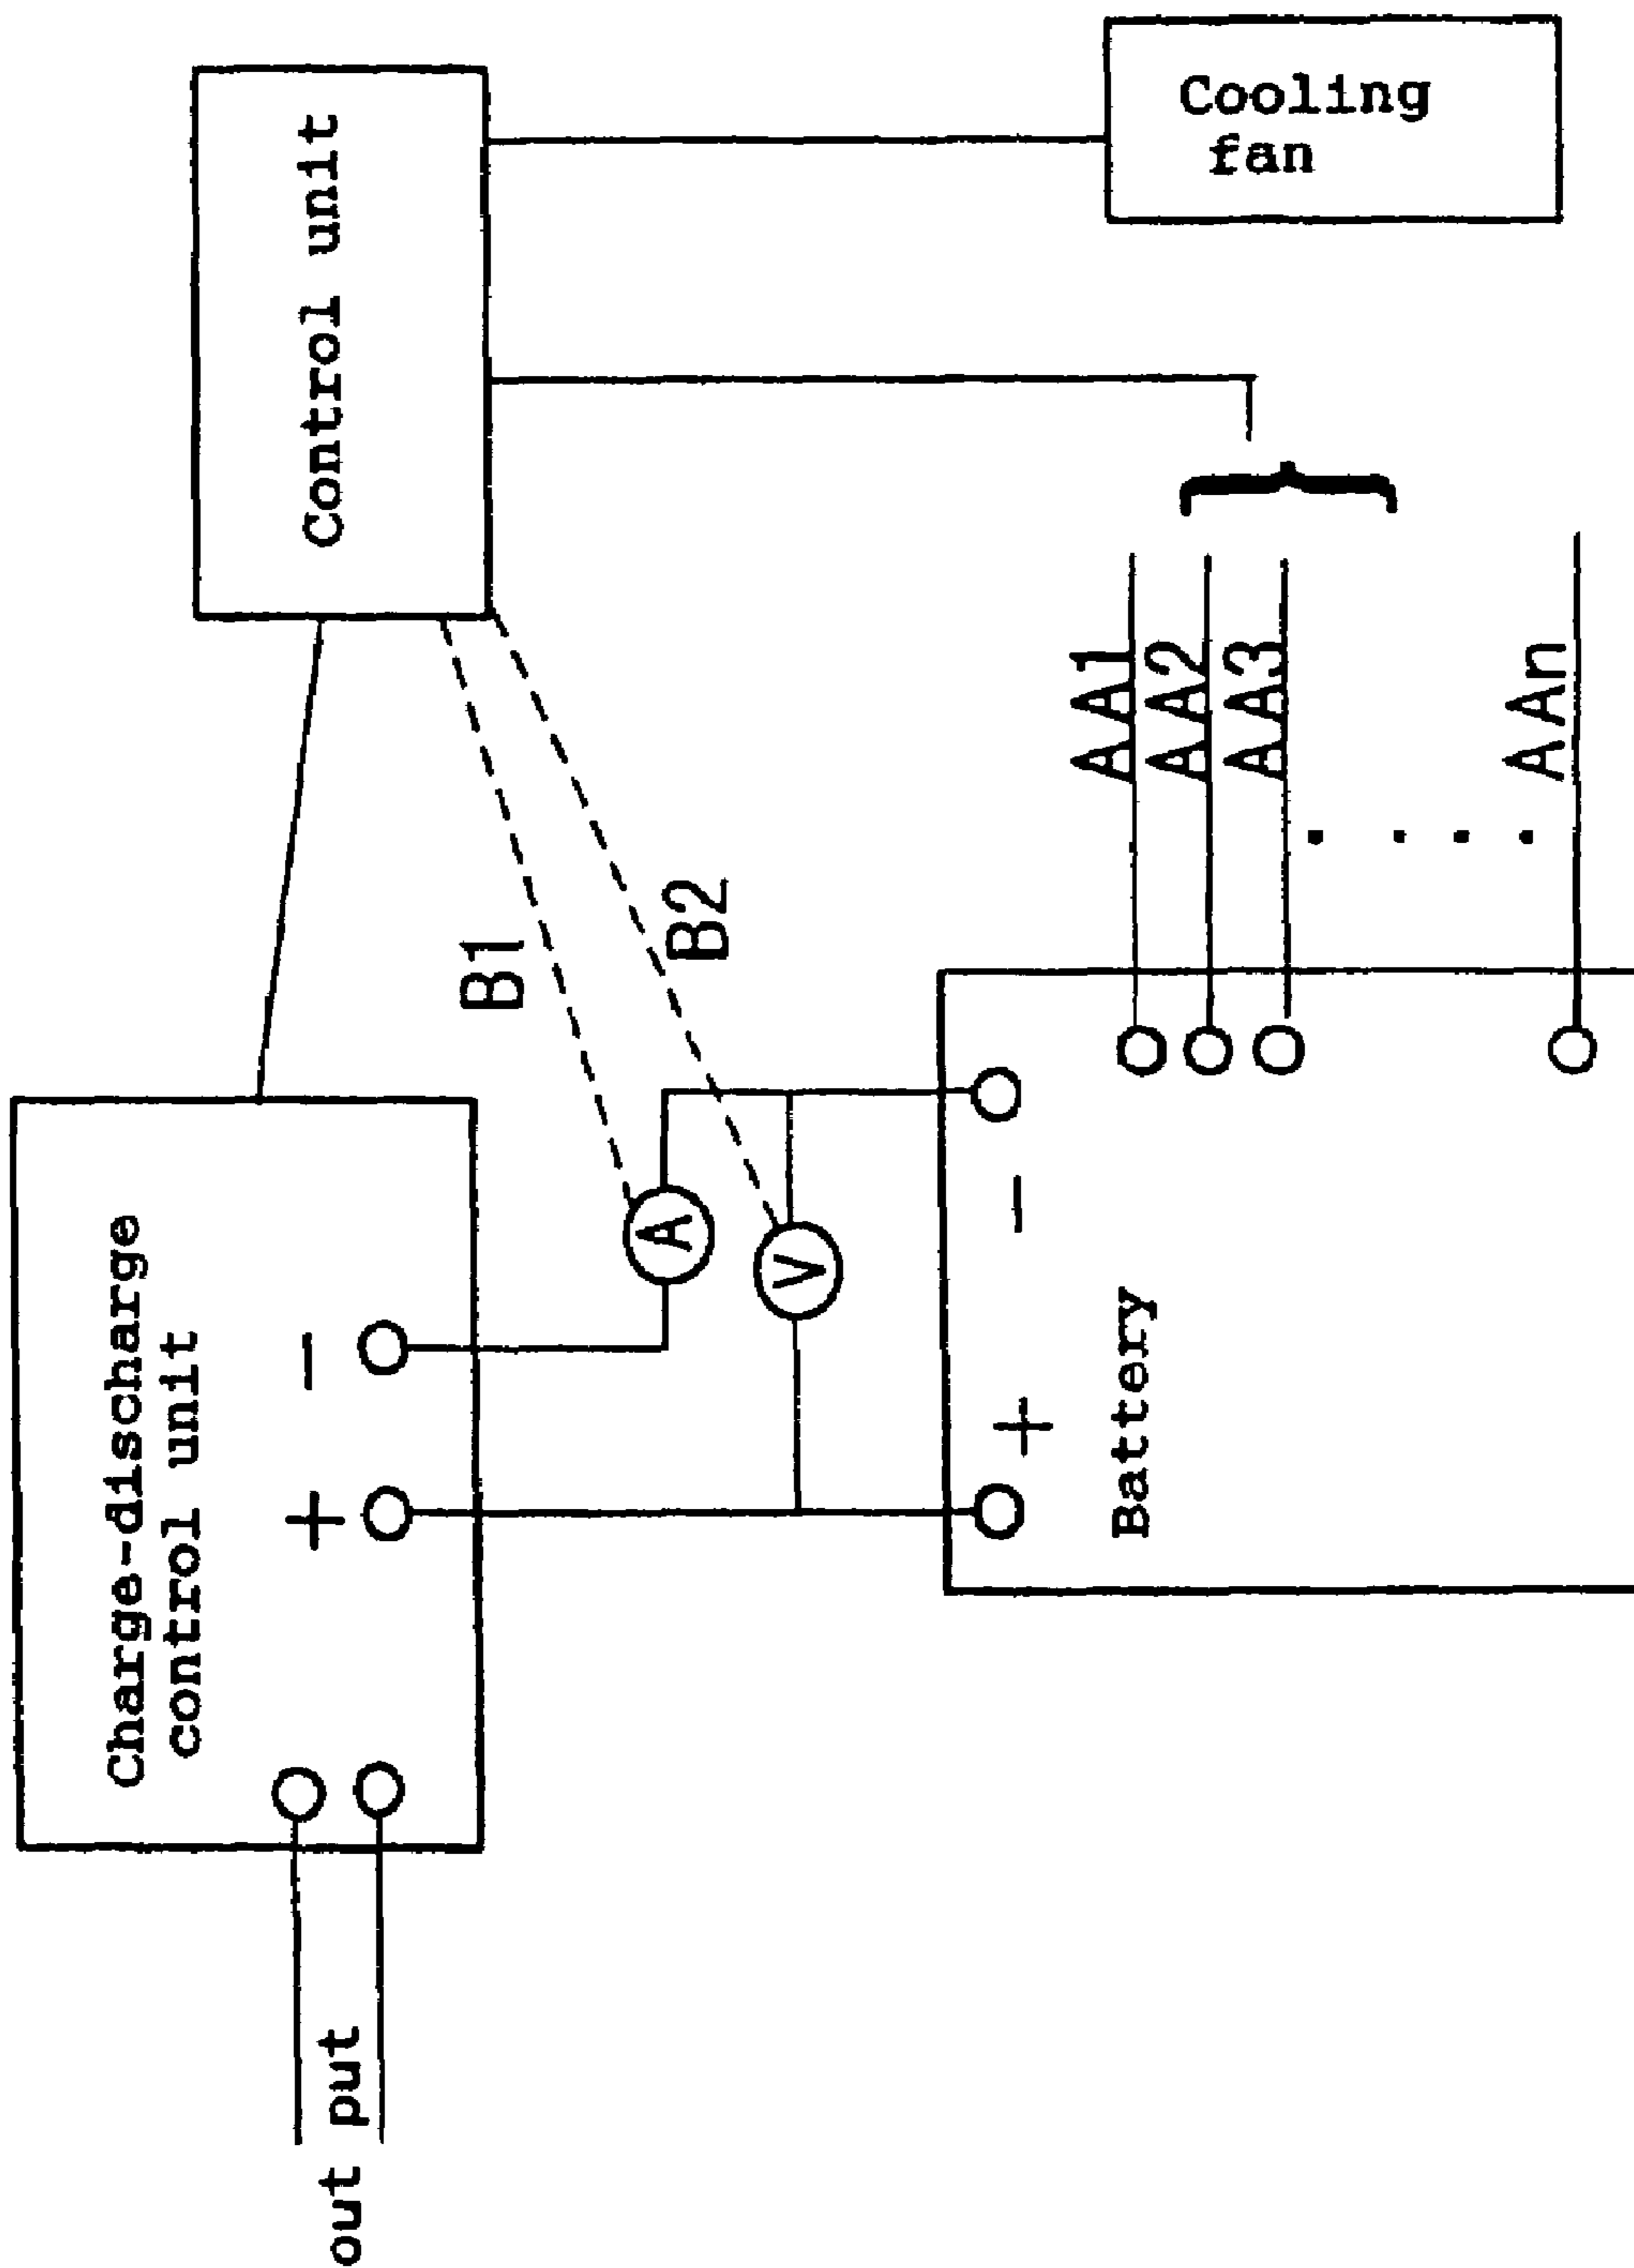 Cooling
fan
Control unit
Charge-discharge
control unit
+
-
out put
B1
B2
A
V
+
-
Battery
AA1
AA2
AA3
AAn